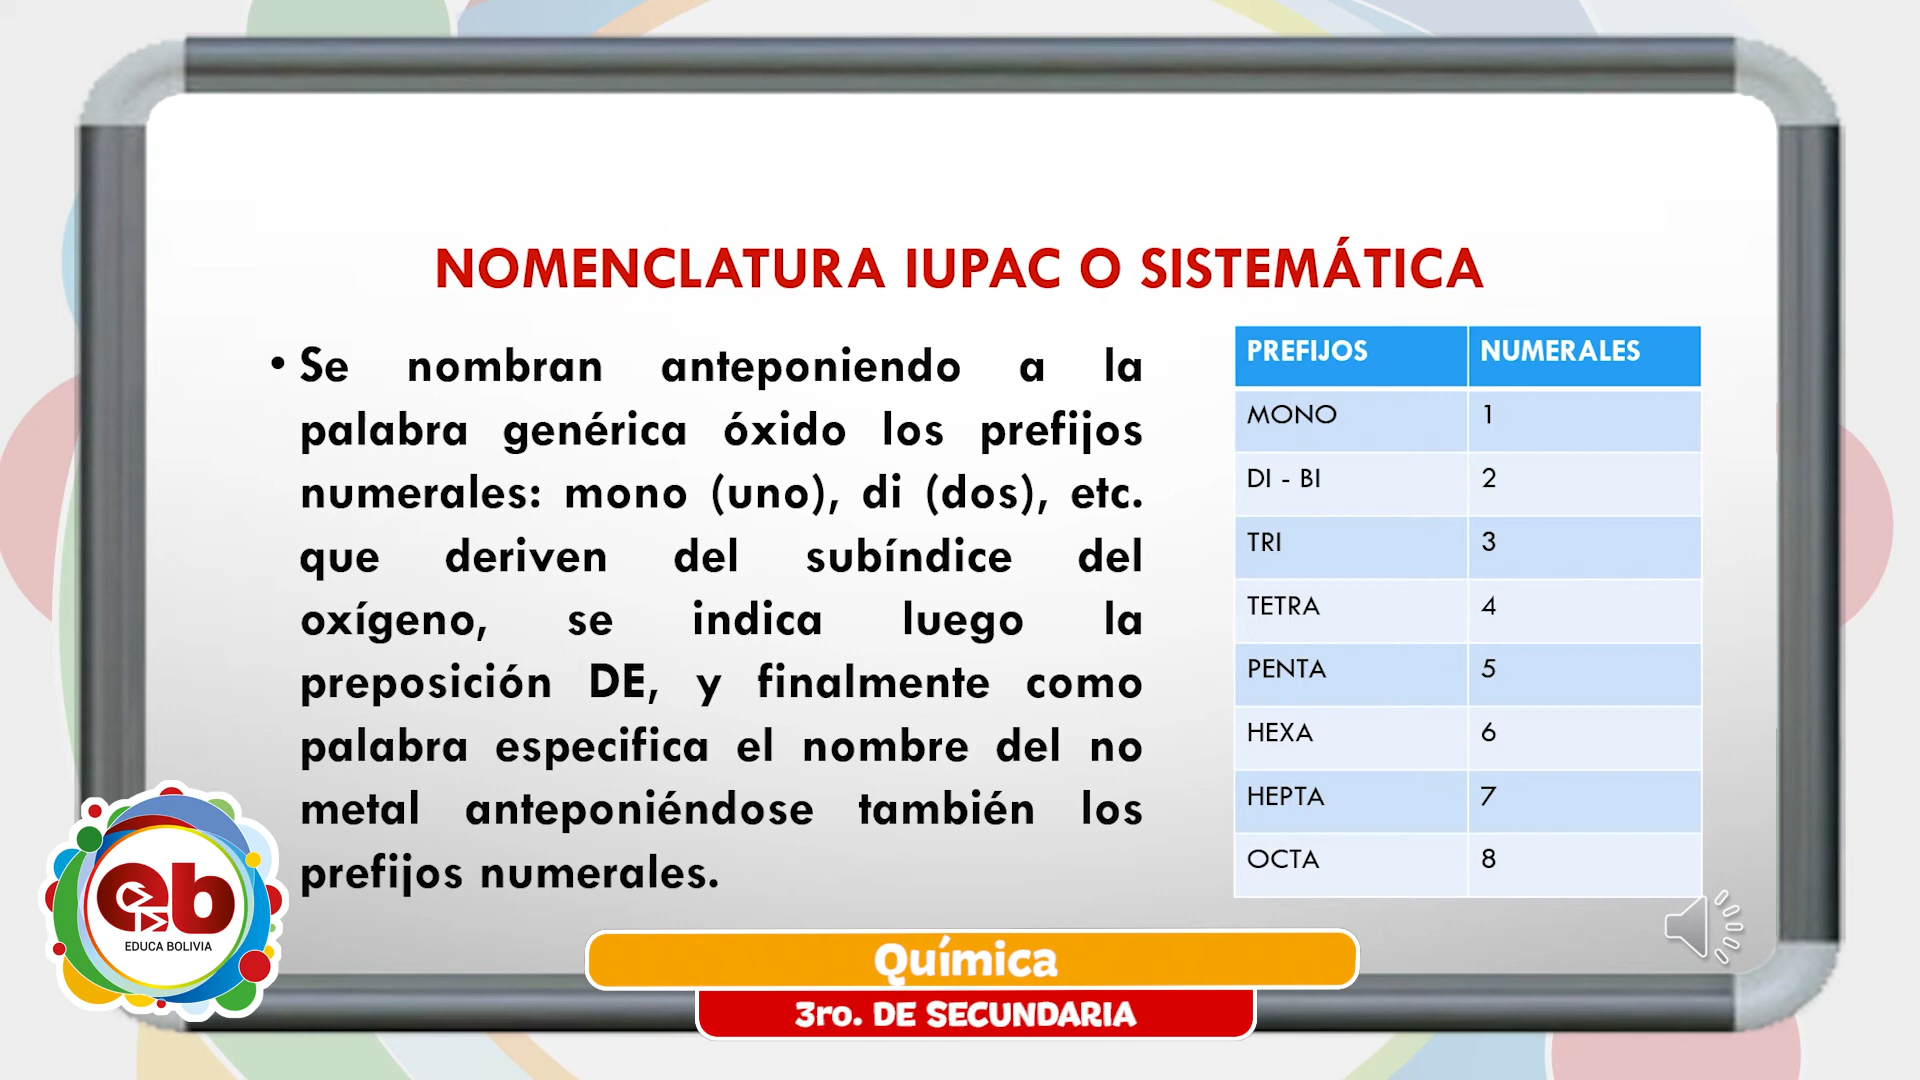 NOMENCLATURA IUPAC O SISTEMÁTICA
• Se nombran anteponiendo a la
palabra genérica óxido los prefijos
numerales: mono (uno), di (dos), etc.
que deriven del subíndice del
oxígeno, se indica luego la
preposición DE, y finalmente como
palabra especifica el nombre del no
metal anteponiéndose también los
prefijos numerales.
PREFIJOS NUMERALES
MONO 1
DI - BI 2
TRI 3
TETRA 4
PENTA 5
HEXA 6
HEPTA 7
OCTA 8
eb
EDUCA BOLIVIA
Química
3ro. DE SECUNDARIA